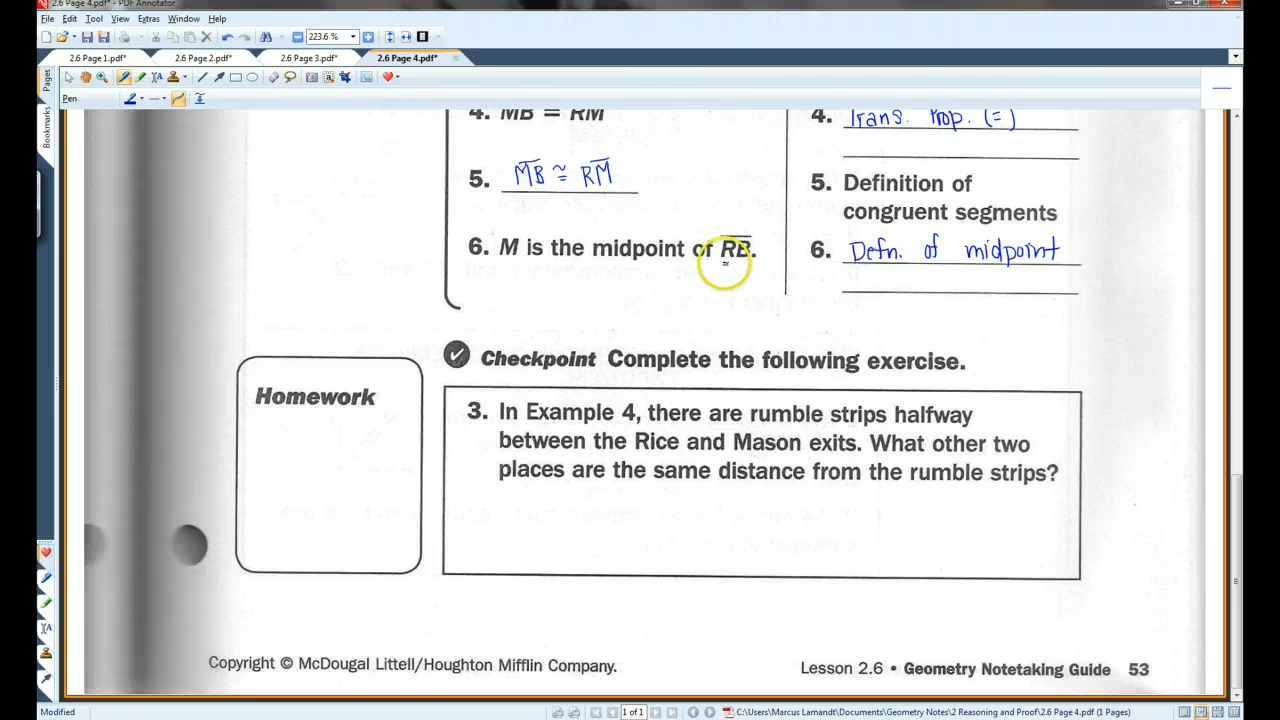 2.6 Page 4.pdf* - PDF Annotator
File Edit Tool View Extras Window Help
223.6 %
2.6 Page 1.pdf* 2.6 Page 2.pdf* 2.6 Page 3.pdf* 2.6 Page 4.pdf*
Pen
Pages
Bookmarks
4. MB = RM
4. Trans. Prop. (=)
5. MB ≅ RM
5. Definition of
congruent segments
6. M is the midpoint of RB.
6. Defn. of midpoint
Checkpoint Complete the following exercise.
Homework
3. In Example 4, there are rumble strips halfway
between the Rice and Mason exits. What other two
places are the same distance from the rumble strips?
Copyright © McDougal Littell/Houghton Mifflin Company.
Lesson 2.6 • Geometry Notetaking Guide 53
Modified
1 of 1
C:\Users\Marcus Lamandt\Documents\Geometry Notes\2 Reasoning and Proof\2.6 Page 4.pdf (1 Pages)